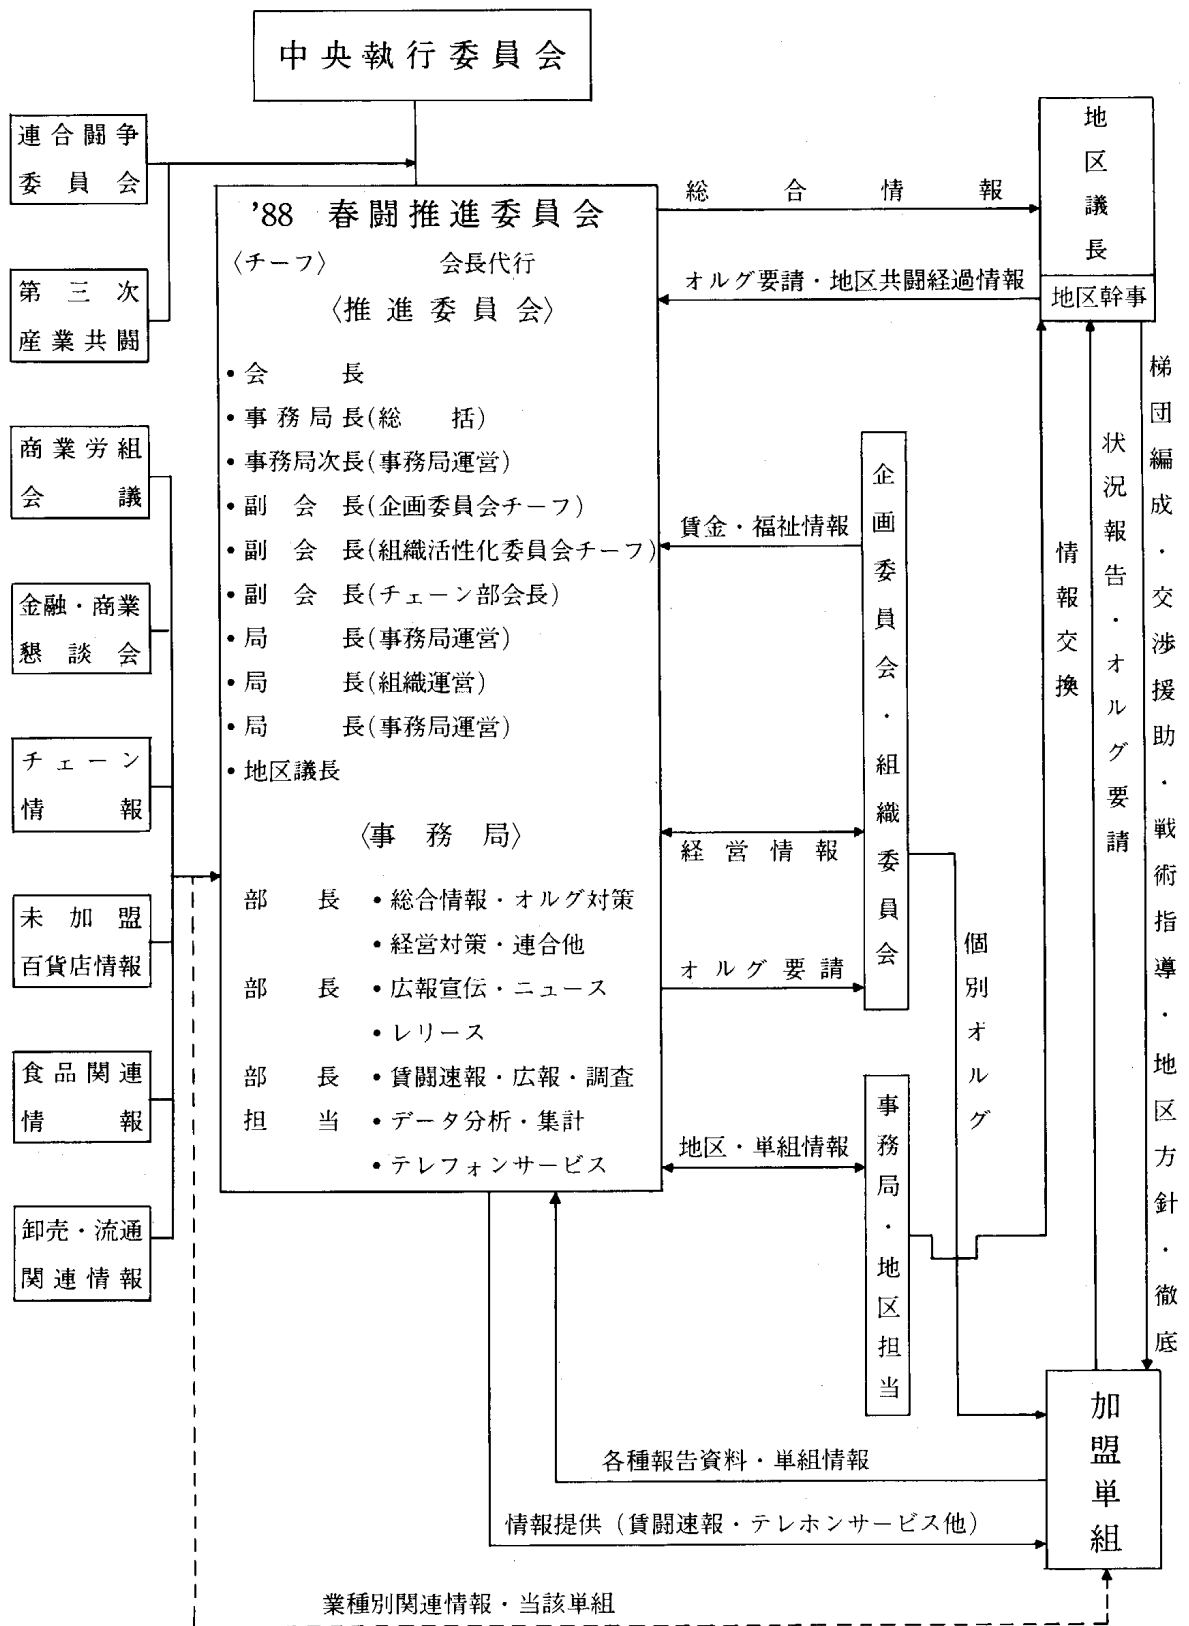 中央執行委員会
連合闘争
委員会
第三次
産業共闘
商業労組
会議
金融・商業
懇談会
チェーン
情報
未加盟
百貨店情報
食品関連
情報
卸売・流通
関連情報
'88 春闘推進委員会
〈チーフ〉 会長代行
〈推進委員会〉
・会長
・事務局長(総括)
・事務局次長(事務局運営)
・副会長(企画委員会チーフ)
・副会長(組織活性化委員会チーフ)
・副会長(チェーン部会長)
・局長(事務局運営)
・局長(組織運営)
・局長(事務局運営)
・地区議長
〈事務局〉
部長 ・総合情報・オルグ対策
・経営対策・連合他
部長 ・広報宣伝・ニュース
・レリース
部長 ・賃闘速報・広報・調査
担当 ・データ分析・集計
・テレフォンサービス
総合情報
オルグ要請・地区共闘経過情報
賃金・福祉情報
経営情報
オルグ要請
地区・単組情報
企画委員会・組織委員会
事務局・地区担当
個別オルグ
地区議長
地区幹事
情報交換
状況報告・オルグ要請
梯団編成・交渉援助・戦術指導・地区方針・徹底
加盟単組
各種報告資料・単組情報
情報提供(賃闘速報・テレホンサービス他)
業種別関連情報・当該単組